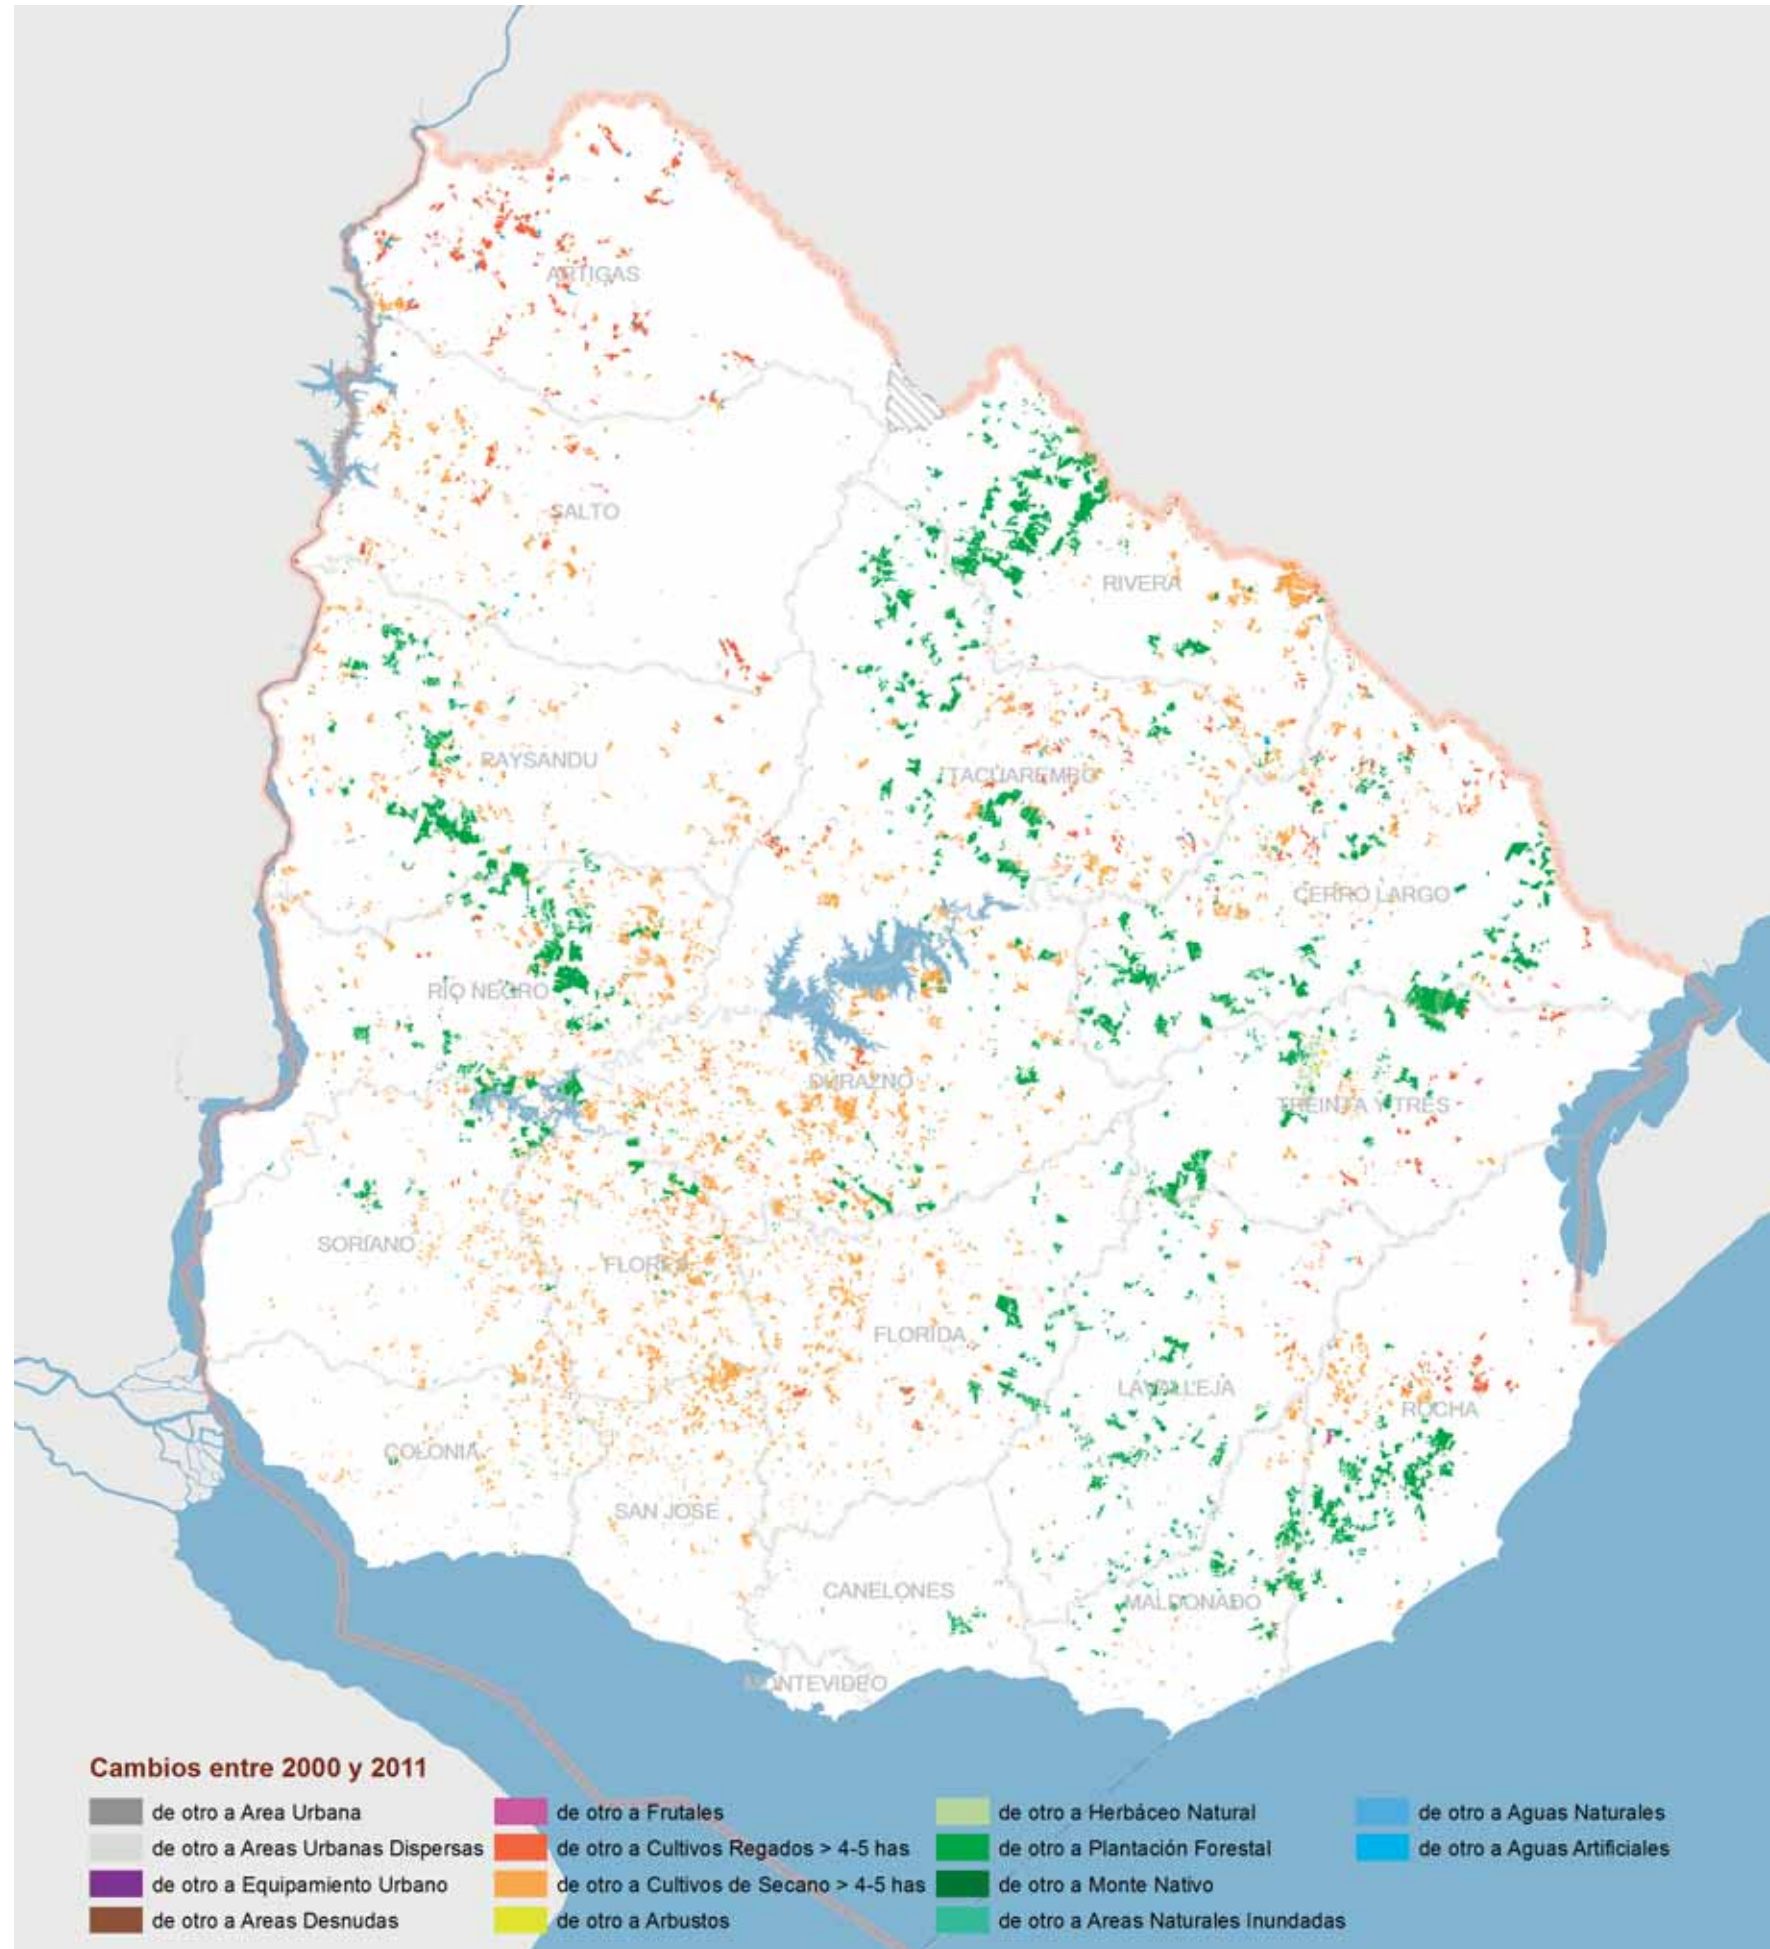 ARTIGAS
SALTO
RIVERA
PAYSANDU
TACUAREMBO
CERRO LARGO
RIO NEGRO
DURAZNO
TREINTA Y TRES
SORIANO
FLORES
FLORIDA
LAVALLEJA
ROCHA
COLONIA
SAN JOSE
CANELONES
MALDONADO
MONTEVIDEO
Cambios entre 2000 y 2011
de otro a Area Urbana
de otro a Areas Urbanas Dispersas
de otro a Equipamiento Urbano
de otro a Areas Desnudas
de otro a Frutales
de otro a Cultivos Regados > 4-5 has
de otro a Cultivos de Secano > 4-5 has
de otro a Arbustos
de otro a Herbáceo Natural
de otro a Plantación Forestal
de otro a Monte Nativo
de otro a Areas Naturales Inundadas
de otro a Aguas Naturales
de otro a Aguas Artificiales